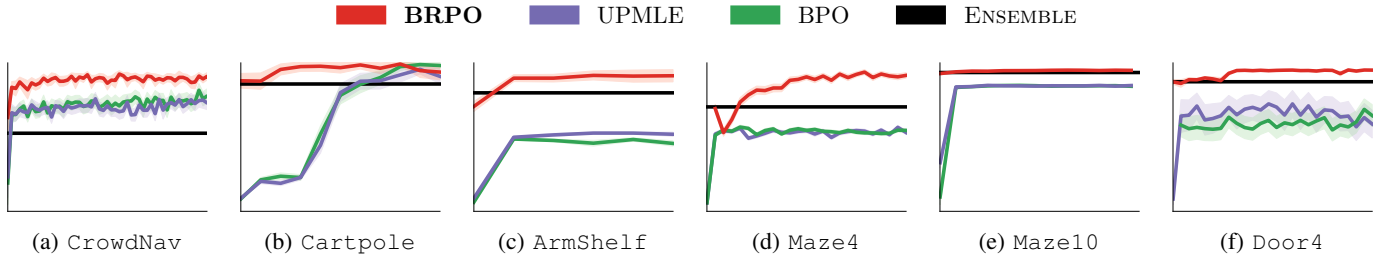 BRPO UPMLE BPO ENSEMBLE
(a) CrowdNav (b) Cartpole (c) ArmShelf (d) Maze4 (e) Maze10 (f) Door4